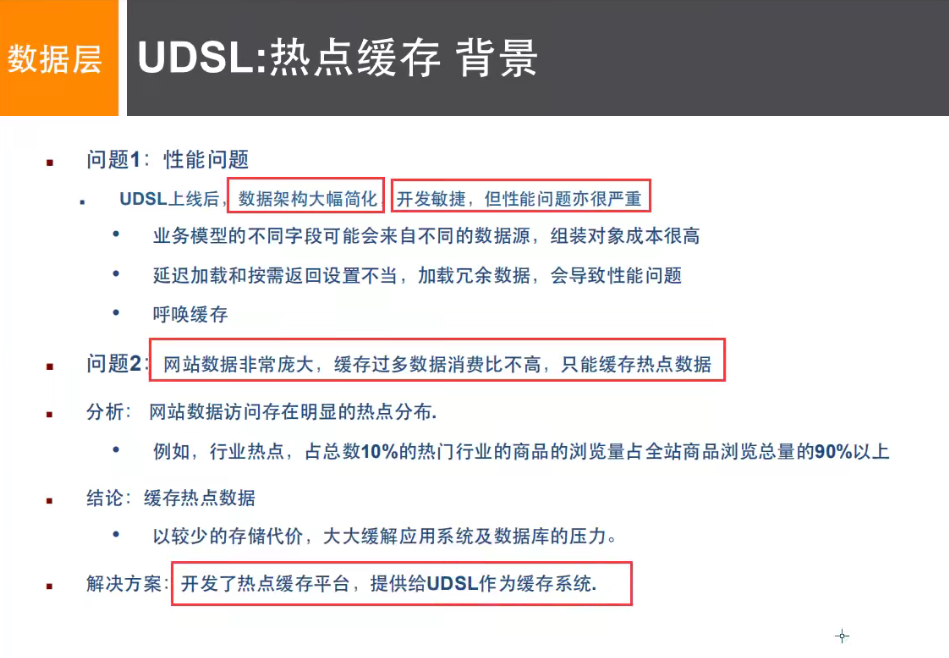 数据层
UDSL:热点缓存 背景
问题1：性能问题
UDSL上线后，数据架构大幅简化，开发敏捷，但性能问题亦很严重
业务模型的不同字段可能会来自不同的数据源，组装对象成本很高
延迟加载和按需返回设置不当，加载冗余数据，会导致性能问题
呼唤缓存
问题2：网站数据非常庞大，缓存过多数据消费比不高，只能缓存热点数据
分析： 网站数据访问存在明显的热点分布.
例如，行业热点，占总数10%的热门行业的商品的浏览量占全站商品浏览总量的90%以上
结论：缓存热点数据
以较少的存储代价，大大缓解应用系统及数据库的压力。
解决方案：开发了热点缓存平台，提供给UDSL作为缓存系统.